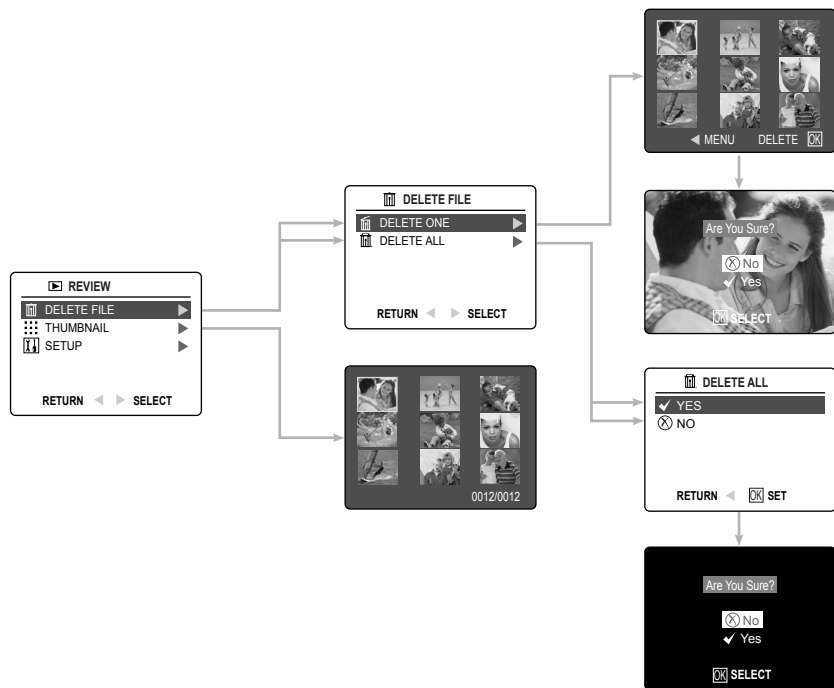 REVIEW
DELETE FILE
THUMBNAIL
SETUP
RETURN SELECT
DELETE FILE
DELETE ONE
DELETE ALL
RETURN SELECT
0012/0012
MENU DELETE OK
Are You Sure?
No
Yes
OK SELECT
DELETE ALL
YES
NO
RETURN OK SET
Are You Sure?
No
Yes
OK SELECT